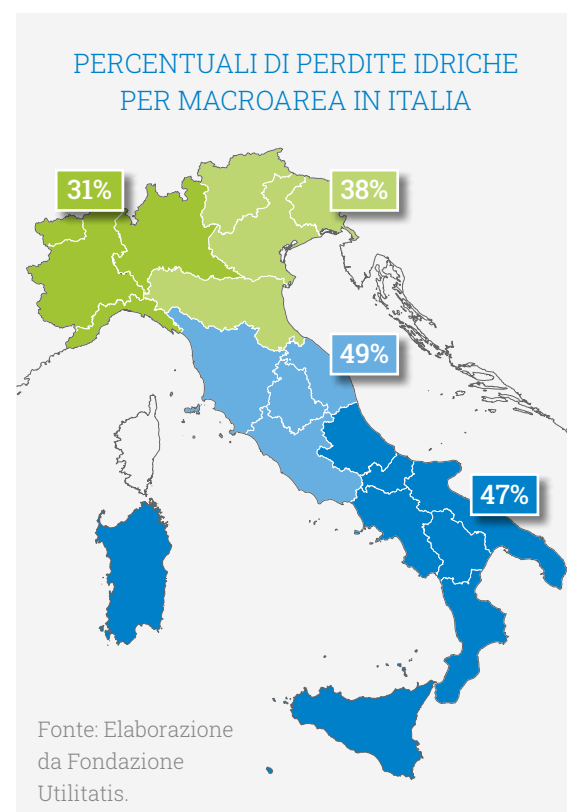 PERCENTUALI DI PERDITE IDRICHE
PER MACROAREA IN ITALIA
31%
38%
49%
47%
Fonte: Elaborazione
da Fondazione
Utilitatis.